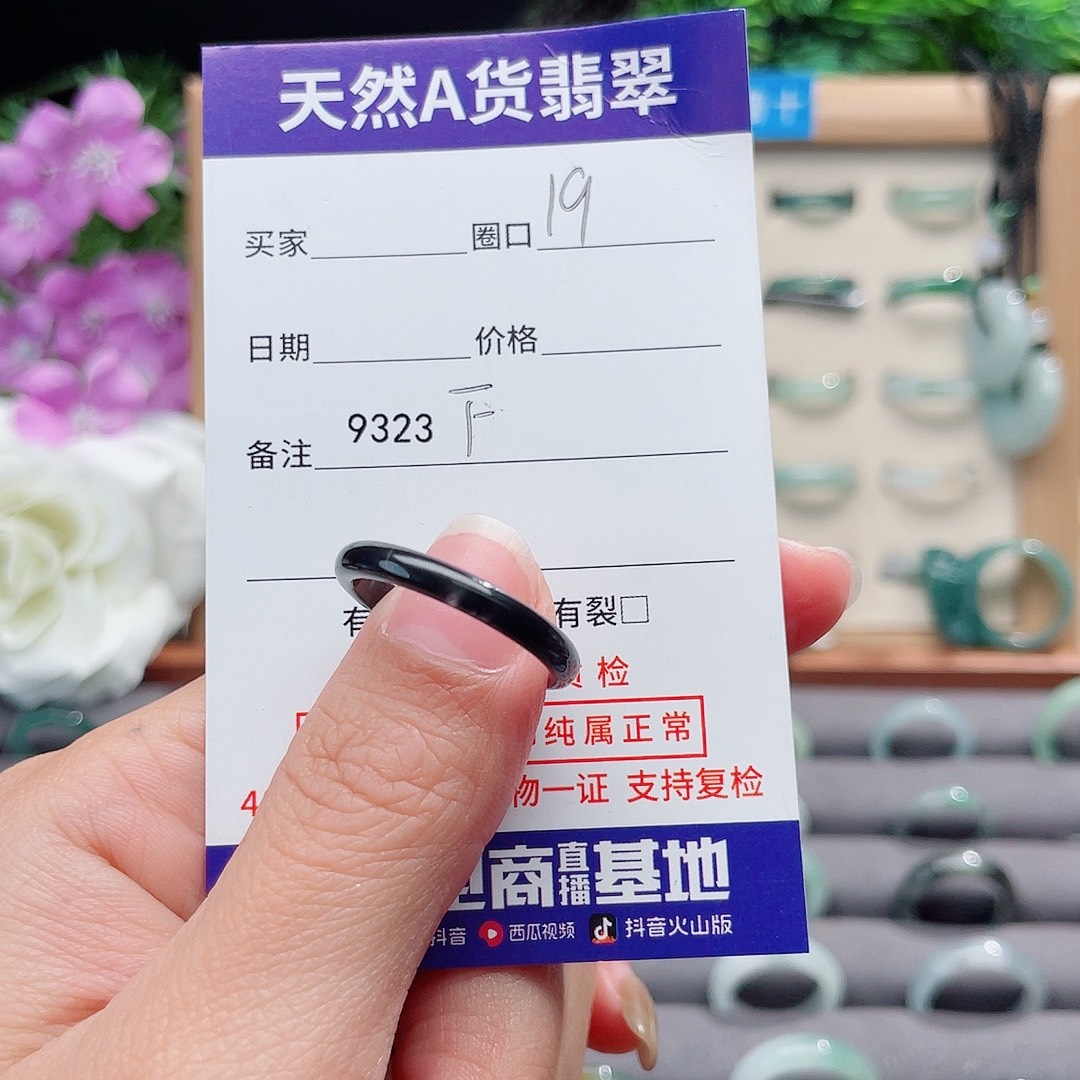 天然A货翡翠
买家 圈口 19
日期 价格
备注 9323
有 有裂□
检
纯属正常
4 物一证 支持复检
商直播基地
抖音 西瓜视频 抖音火山版